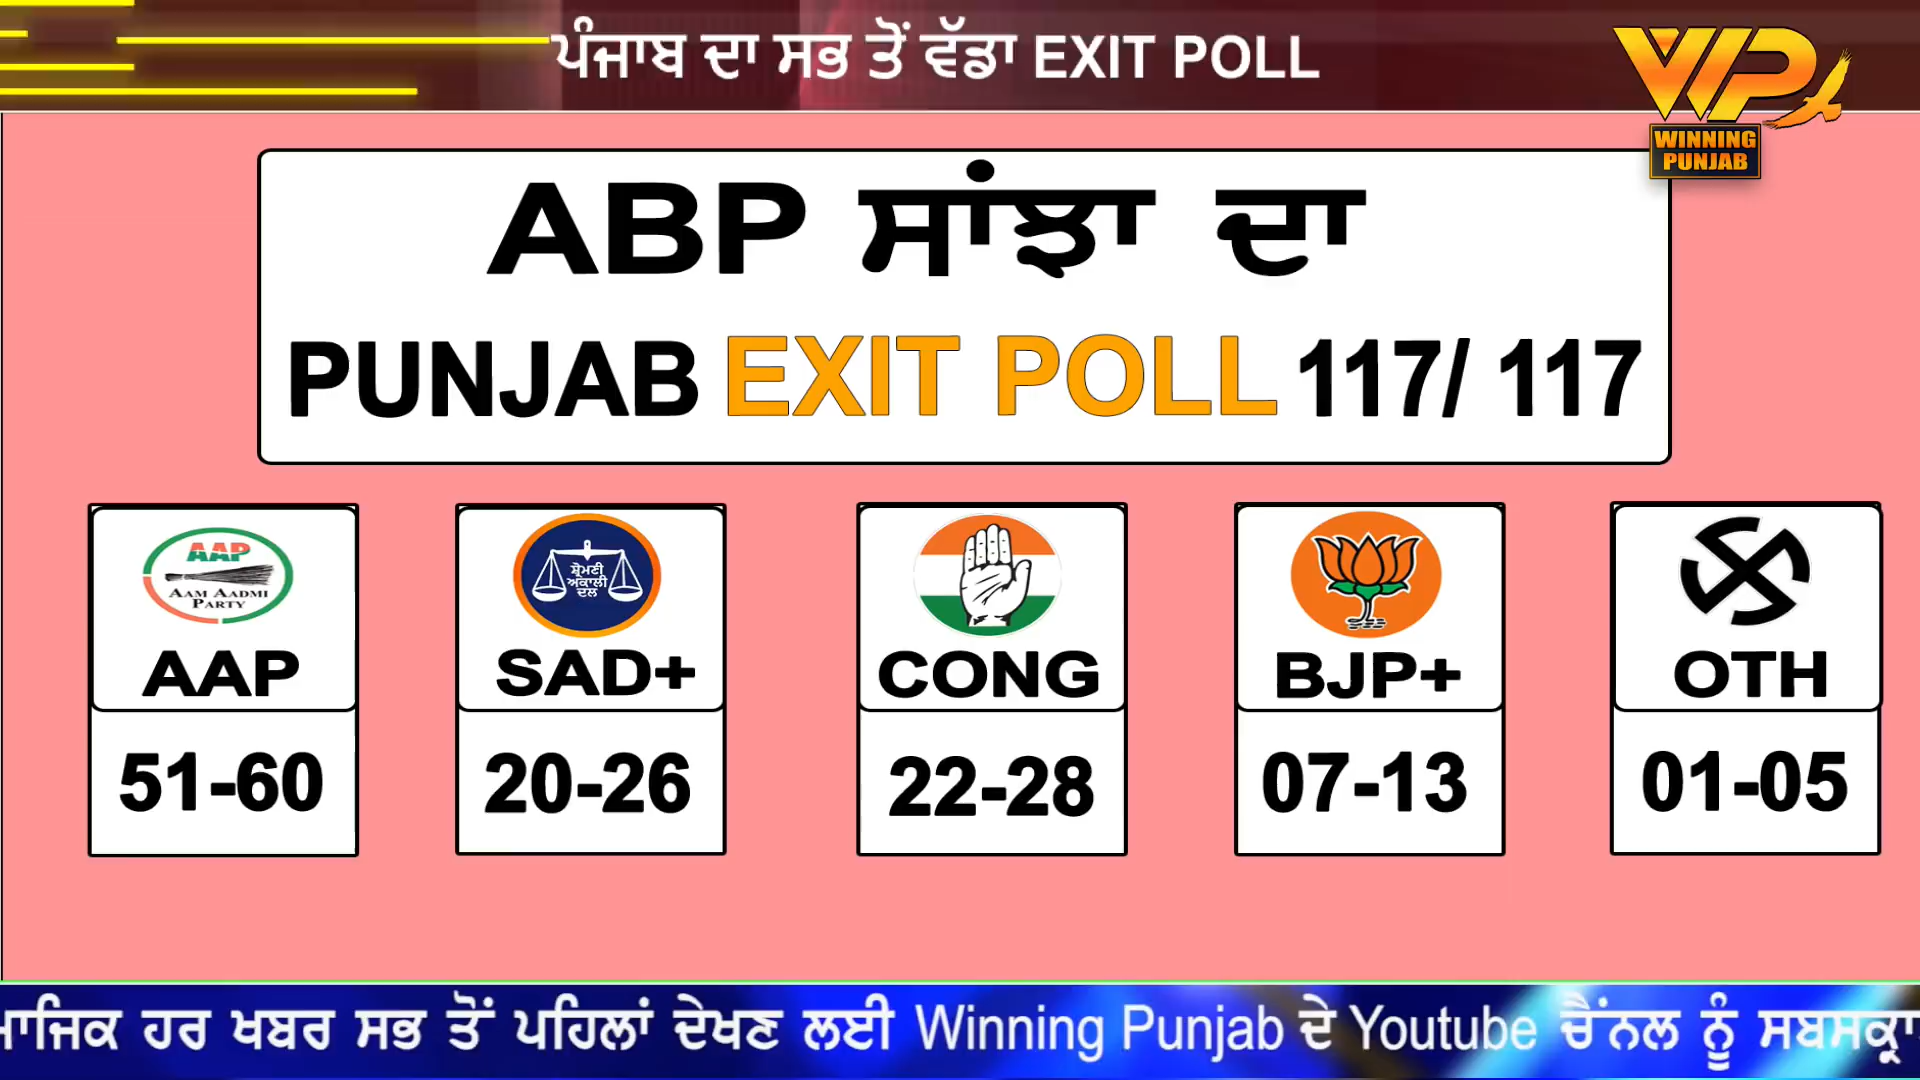 ਪੰਜਾਬ ਦਾ ਸਭ ਤੋਂ ਵੱਡਾ EXIT POLL
WP
WINNING
PUNJAB
ABP ਸਾਂਝਾ ਦਾ
PUNJAB EXIT POLL 117/ 117
AAP
AAM AADMI
PARTY
AAP
51-60
ਸ਼੍ਰੋਮਣੀ
ਅਕਾਲੀ
ਦਲ
SAD+
20-26
CONG
22-28
BJP+
07-13
OTH
01-05
ਹਰ ਖਬਰ ਸਭ ਤੋਂ ਪਹਿਲਾਂ ਦੇਖਣ ਲਈ Winning Punjab ਦੇ Youtube ਚੈਂਨਲ ਨੂੰ